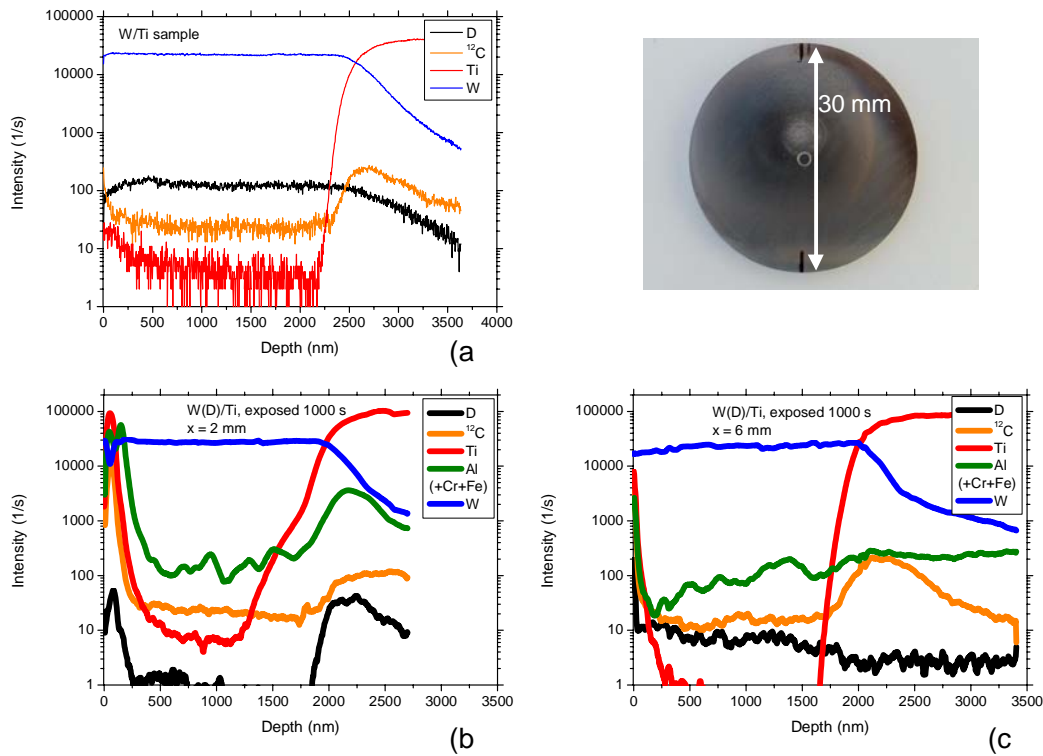 W/Ti sample
D
¹²C
Ti
W
Intensity (1/s)
100000
10000
1000
100
10
1
0 500 1000 1500 2000 2500 3000 3500 4000
Depth (nm)
(a
30 mm
W(D)/Ti, exposed 1000 s
x = 2 mm
D
¹²C
Ti
Al
(+Cr+Fe)
W
Intensity (1/s)
100000
10000
1000
100
10
1
0 500 1000 1500 2000 2500 3000 3500
Depth (nm)
(b
W(D)/Ti, exposed 1000 s
x = 6 mm
D
¹²C
Ti
Al
(+Cr+Fe)
W
Intensity (1/s)
100000
10000
1000
100
10
1
0 500 1000 1500 2000 2500 3000 3500
Depth (nm)
(c